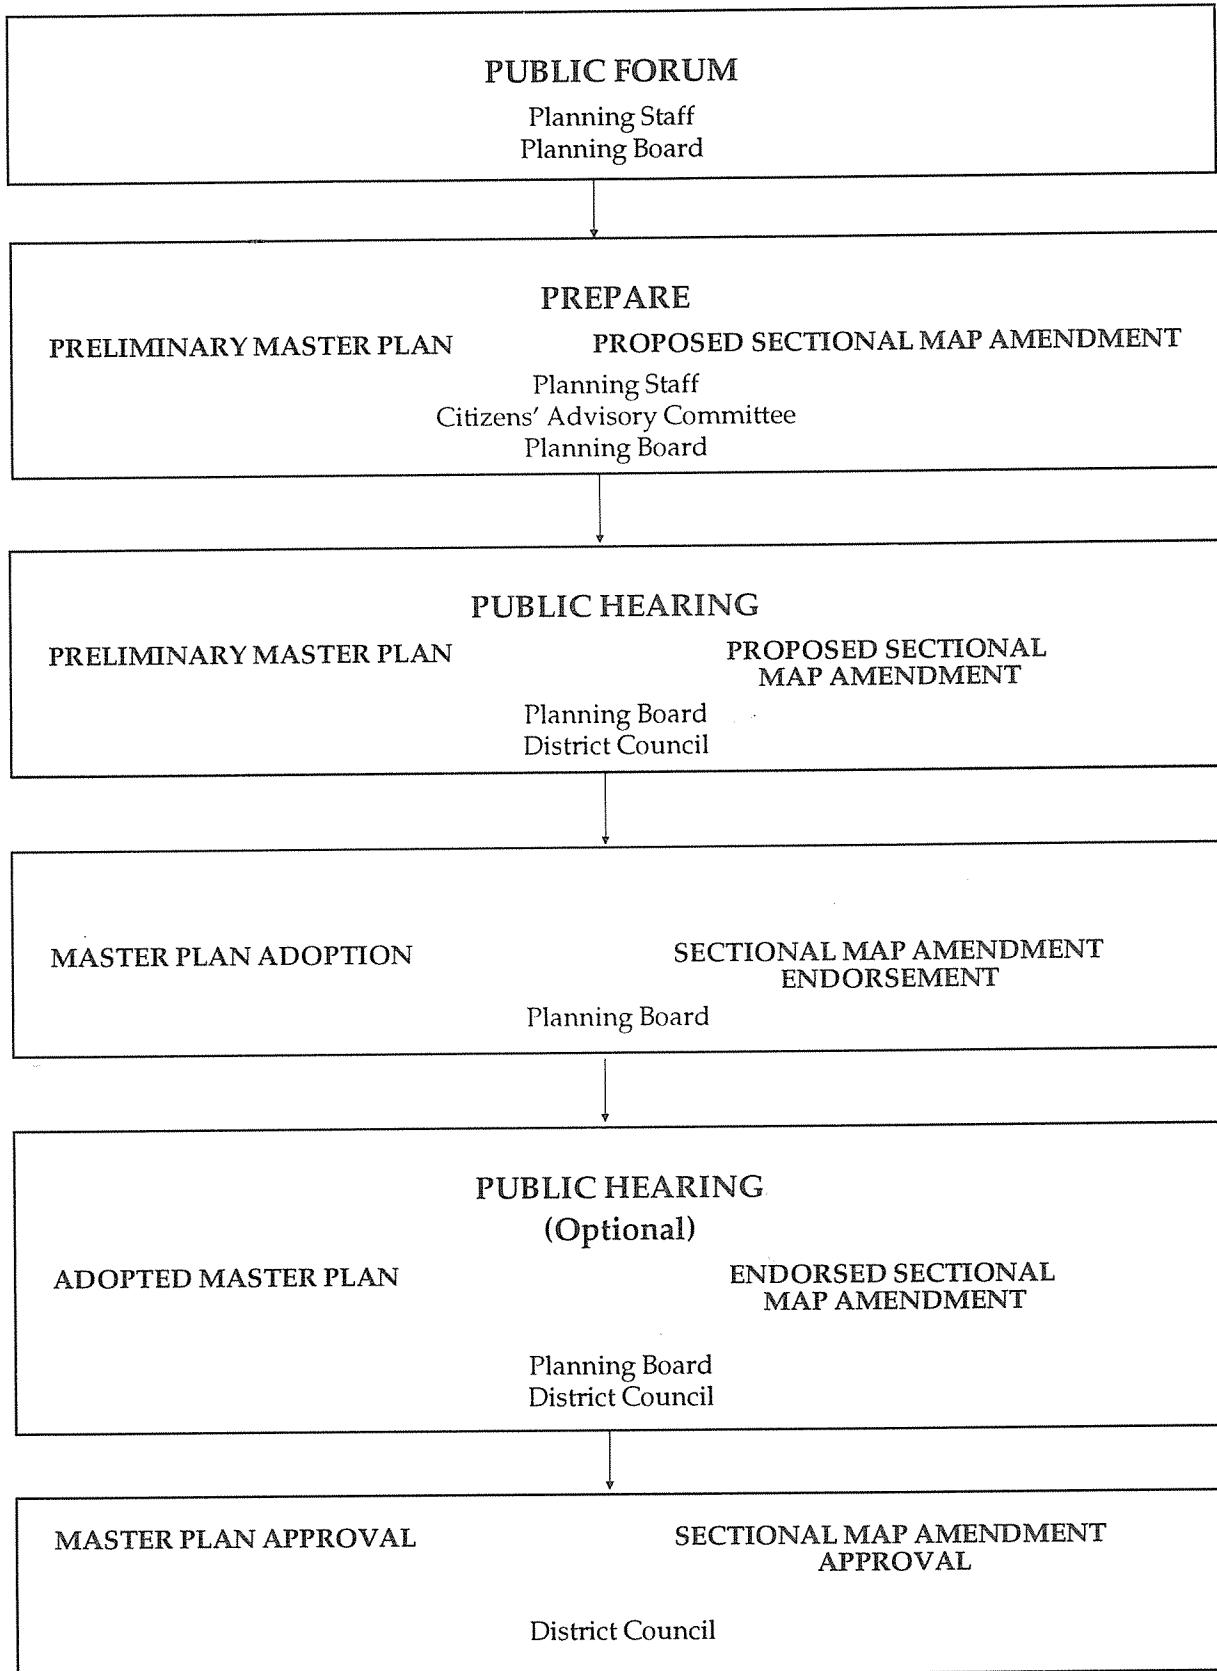 PUBLIC FORUM
Planning Staff
Planning Board
PREPARE
PRELIMINARY MASTER PLAN
PROPOSED SECTIONAL MAP AMENDMENT
Planning Staff
Citizens' Advisory Committee
Planning Board
PUBLIC HEARING
PRELIMINARY MASTER PLAN
PROPOSED SECTIONAL
MAP AMENDMENT
Planning Board
District Council
MASTER PLAN ADOPTION
SECTIONAL MAP AMENDMENT
ENDORSEMENT
Planning Board
PUBLIC HEARING
(Optional)
ADOPTED MASTER PLAN
ENDORSED SECTIONAL
MAP AMENDMENT
Planning Board
District Council
MASTER PLAN APPROVAL
SECTIONAL MAP AMENDMENT
APPROVAL
District Council